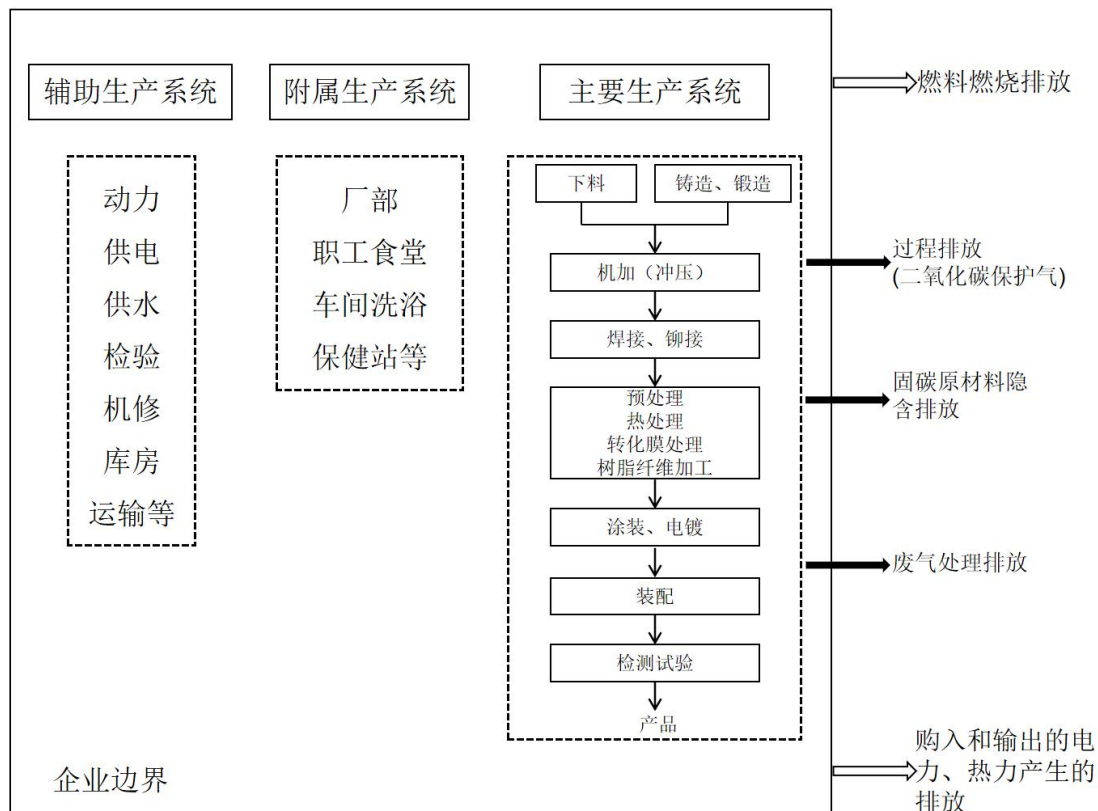 辅助生产系统
附属生产系统
主要生产系统
动力
供电
供水
检验
机修
库房
运输等
厂部
职工食堂
车间洗浴
保健站等
下料
铸造、锻造
机加（冲压）
焊接、铆接
预处理
热处理
转化膜处理
树脂纤维加工
涂装、电镀
装配
检测试验
产品
企业边界
燃料燃烧排放
过程排放
(二氧化碳保护气)
固碳原材料隐
含排放
废气处理排放
购入和输出的电
力、热力产生的
排放